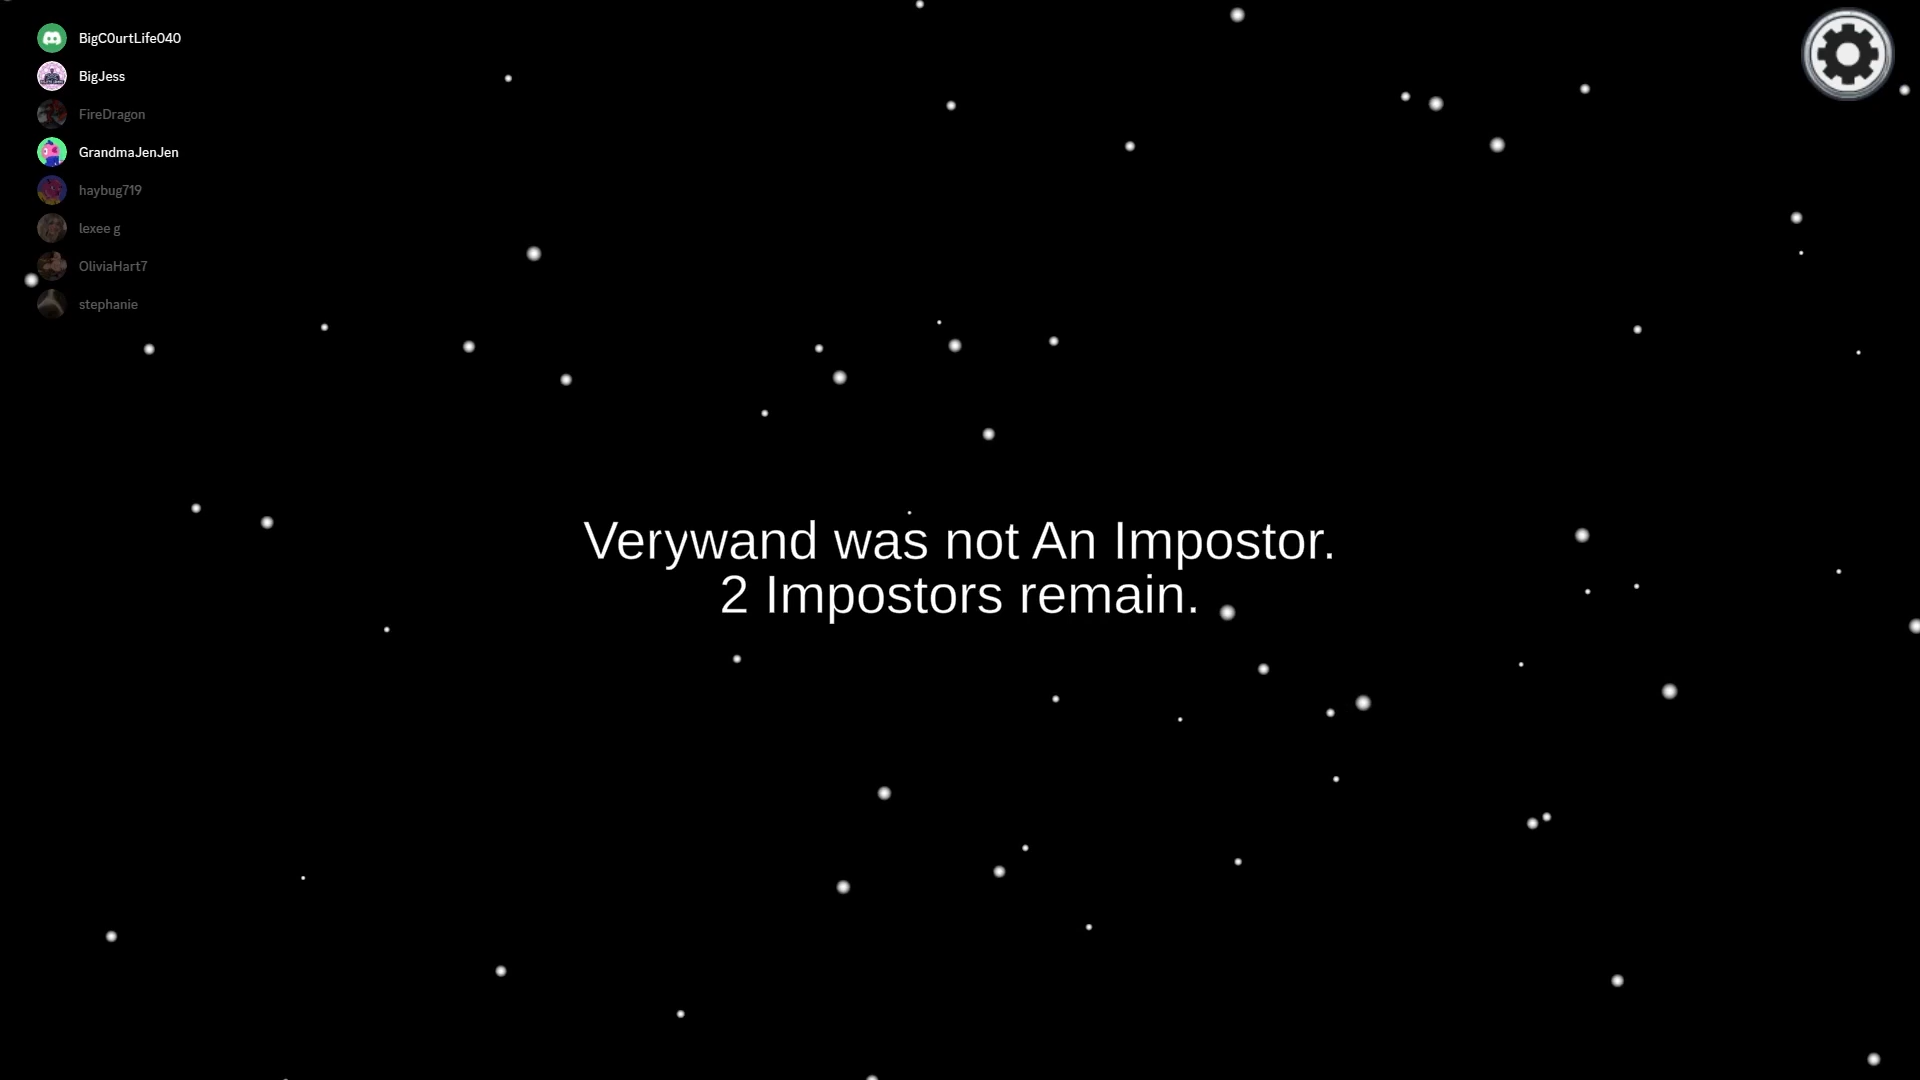 BigC0urtLife040
BigJess
FireDragon
GrandmaJenJen
haybug719
lexee g
OliviaHart7
stephanie
Verywand was not An Impostor.
2 Impostors remain.